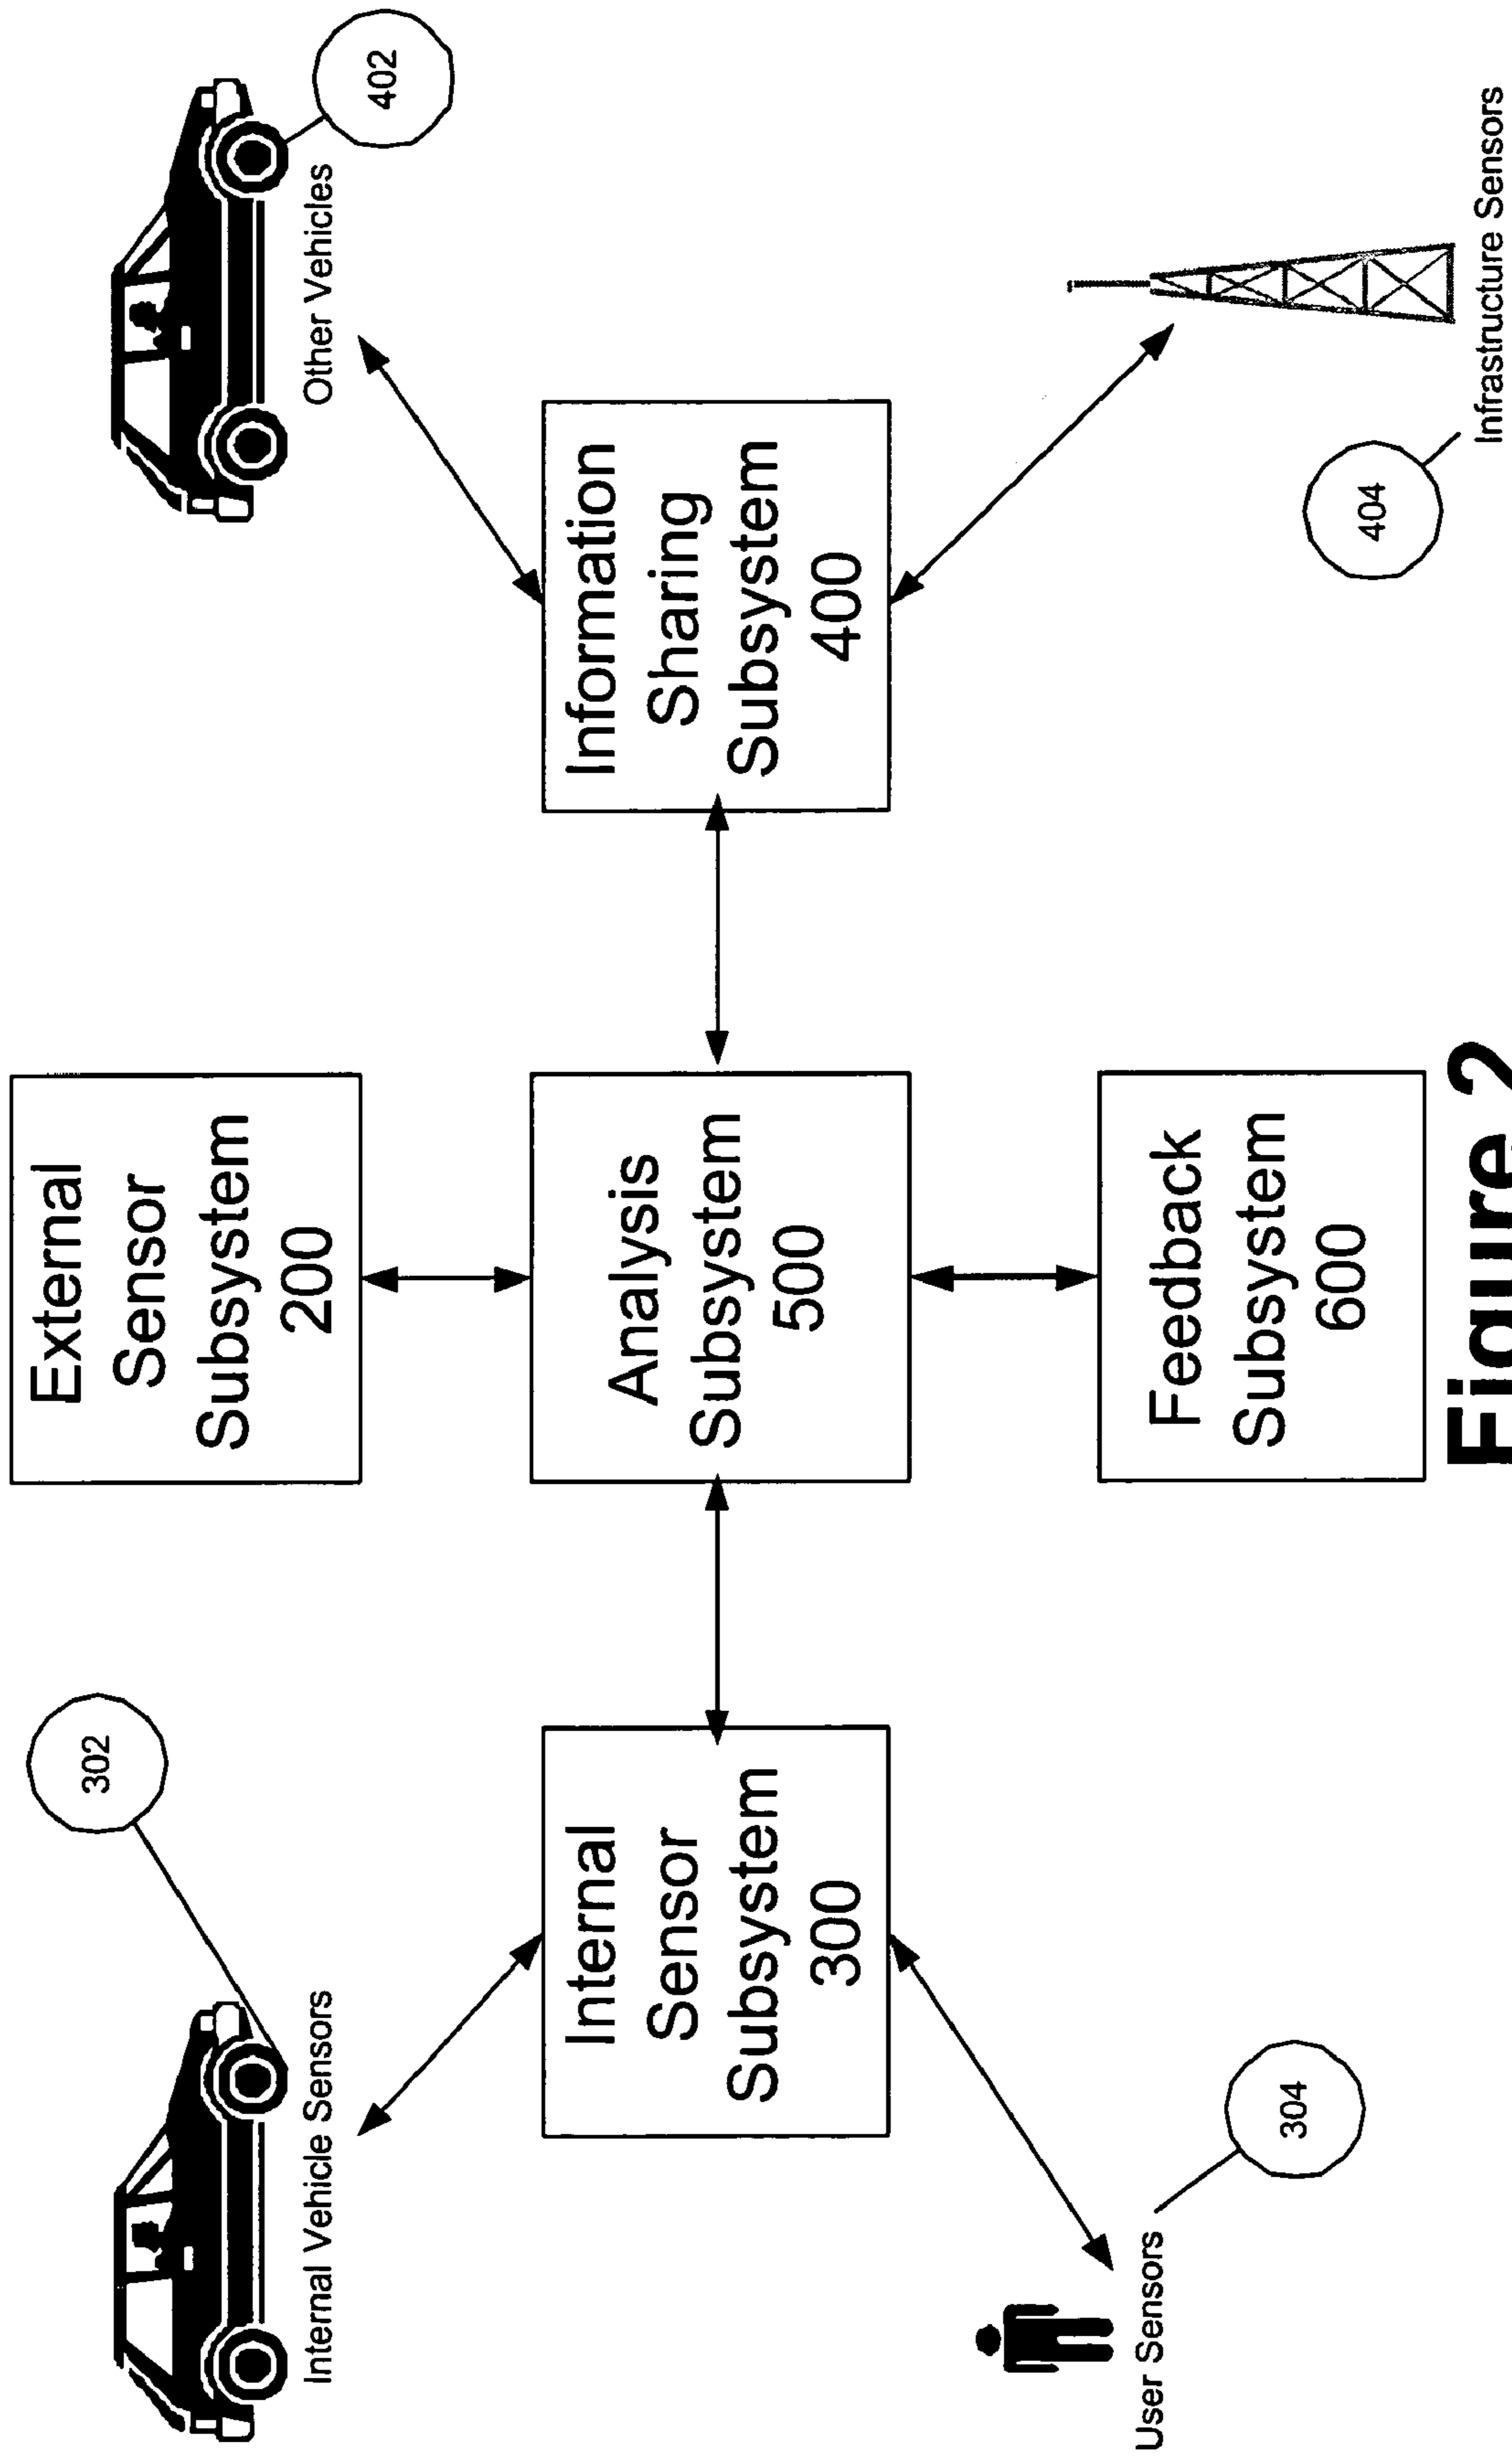 302
Internal Vehicle Sensors
External
Sensor
Subsystem
200
402
Other Vehicles
Internal
Sensor
Subsystem
300
Analysis
Subsystem
500
Information
Sharing
Subsystem
400
304
User Sensors
Feedback
Subsystem
600
404
Infrastructure Sensors
Figure 2